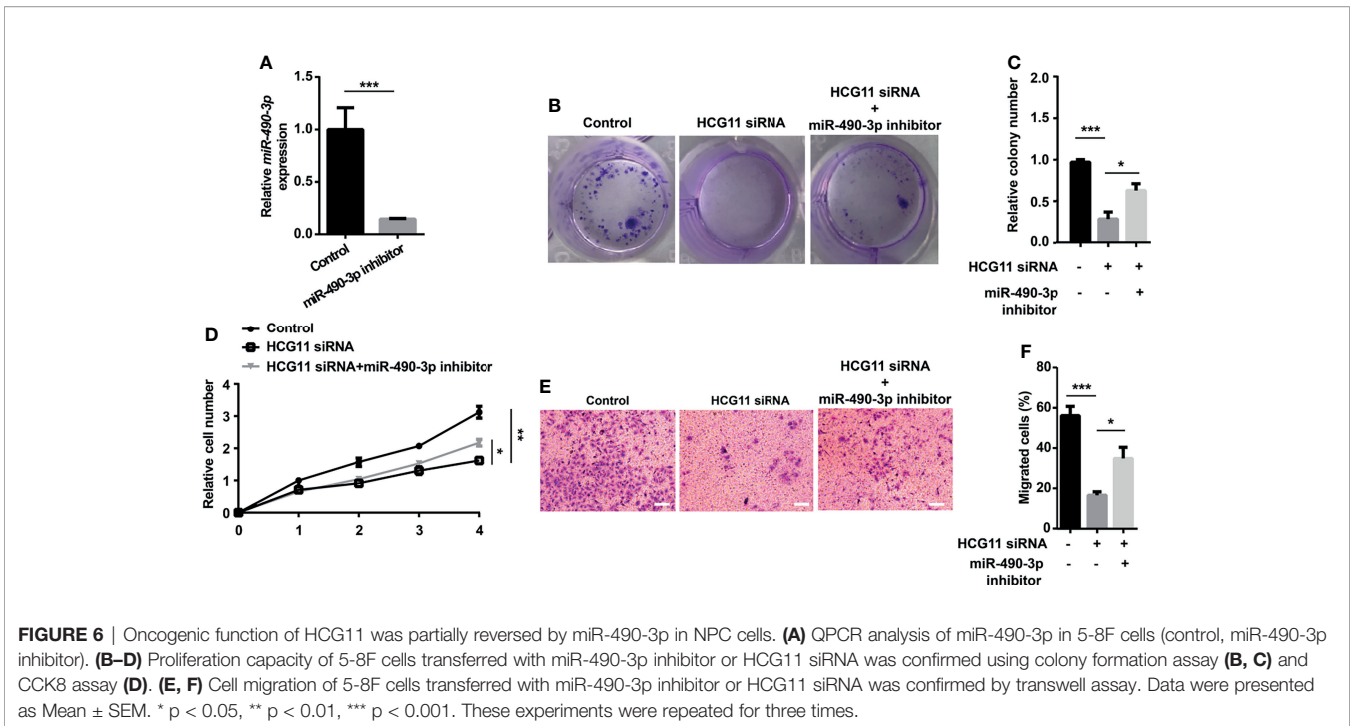 A
Relative miR-490-3p
expression
1.5
1.0
0.5
0.0
***
Control
miR-490-3p inhibitor
B
Control
HCG11 siRNA
HCG11 siRNA
+
miR-490-3p inhibitor
C
Relative colony number
2.0
1.5
1.0
0.5
0.0
***
*
HCG11 siRNA - + +
miR-490-3p - - +
inhibitor
D
Control
HCG11 siRNA
HCG11 siRNA+miR-490-3p inhibitor
Relative cell number
4
3
2
1
0
0 1 2 3 4
*
**
E
Control
HCG11 siRNA
HCG11 siRNA
+
miR-490-3p inhibitor
F
Migrated cells (%)
80
60
40
20
0
***
*
HCG11 siRNA - + +
miR-490-3p - - +
inhibitor
FIGURE 6 | Oncogenic function of HCG11 was partially reversed by miR-490-3p in NPC cells. (A) QPCR analysis of miR-490-3p in 5-8F cells (control, miR-490-3p
inhibitor). (B–D) Proliferation capacity of 5-8F cells transferred with miR-490-3p inhibitor or HCG11 siRNA was confirmed using colony formation assay (B, C) and
CCK8 assay (D). (E, F) Cell migration of 5-8F cells transferred with miR-490-3p inhibitor or HCG11 siRNA was confirmed by transwell assay. Data were presented
as Mean ± SEM. * p < 0.05, ** p < 0.01, *** p < 0.001. These experiments were repeated for three times.